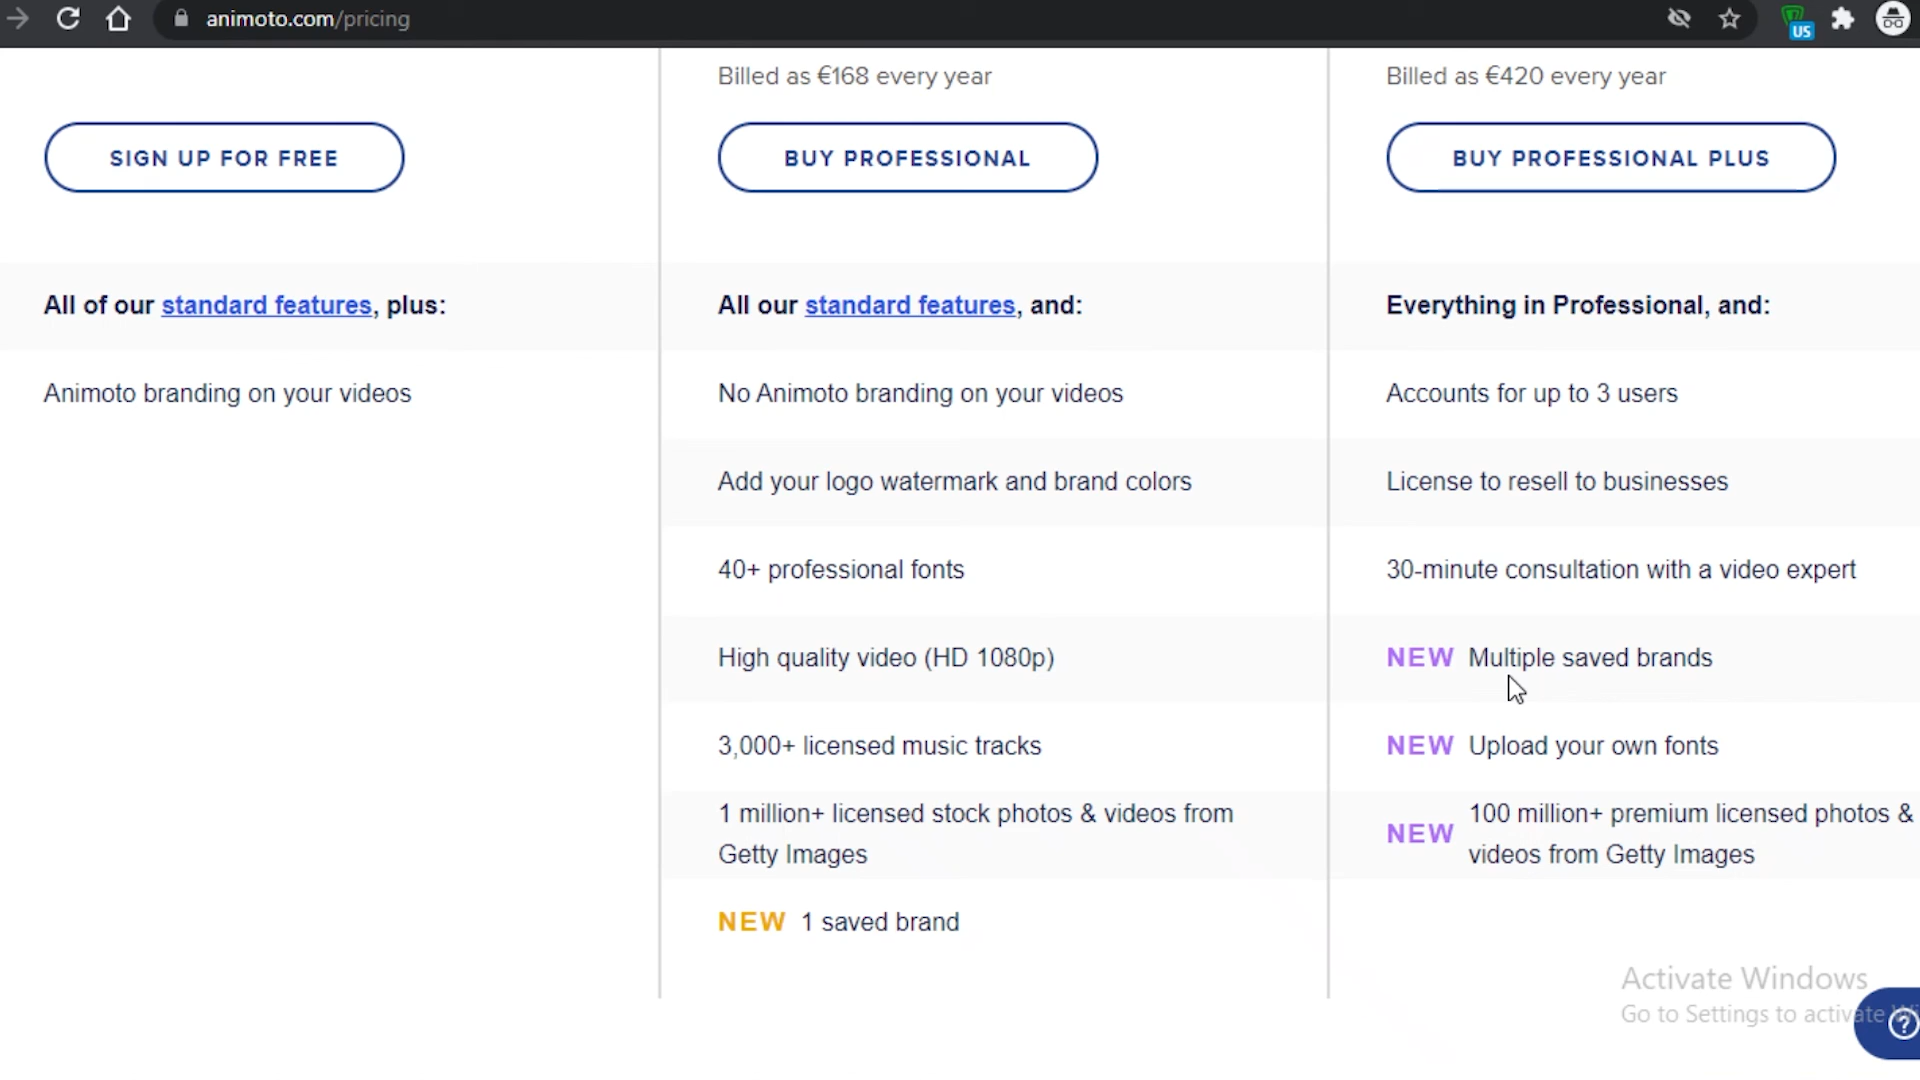 animoto.com/pricing
US
Billed as €168 every year
Billed as €420 every year
SIGN UP FOR FREE
BUY PROFESSIONAL
BUY PROFESSIONAL PLUS
All of our standard features, plus:
All our standard features, and:
Everything in Professional, and:
Animoto branding on your videos
No Animoto branding on your videos
Accounts for up to 3 users
Add your logo watermark and brand colors
License to resell to businesses
40+ professional fonts
30-minute consultation with a video expert
High quality video (HD 1080p)
NEW Multiple saved brands
3,000+ licensed music tracks
NEW Upload your own fonts
1 million+ licensed stock photos & videos from
Getty Images
NEW 100 million+ premium licensed photos &
videos from Getty Images
NEW 1 saved brand
Activate Windows
Go to Settings to activate